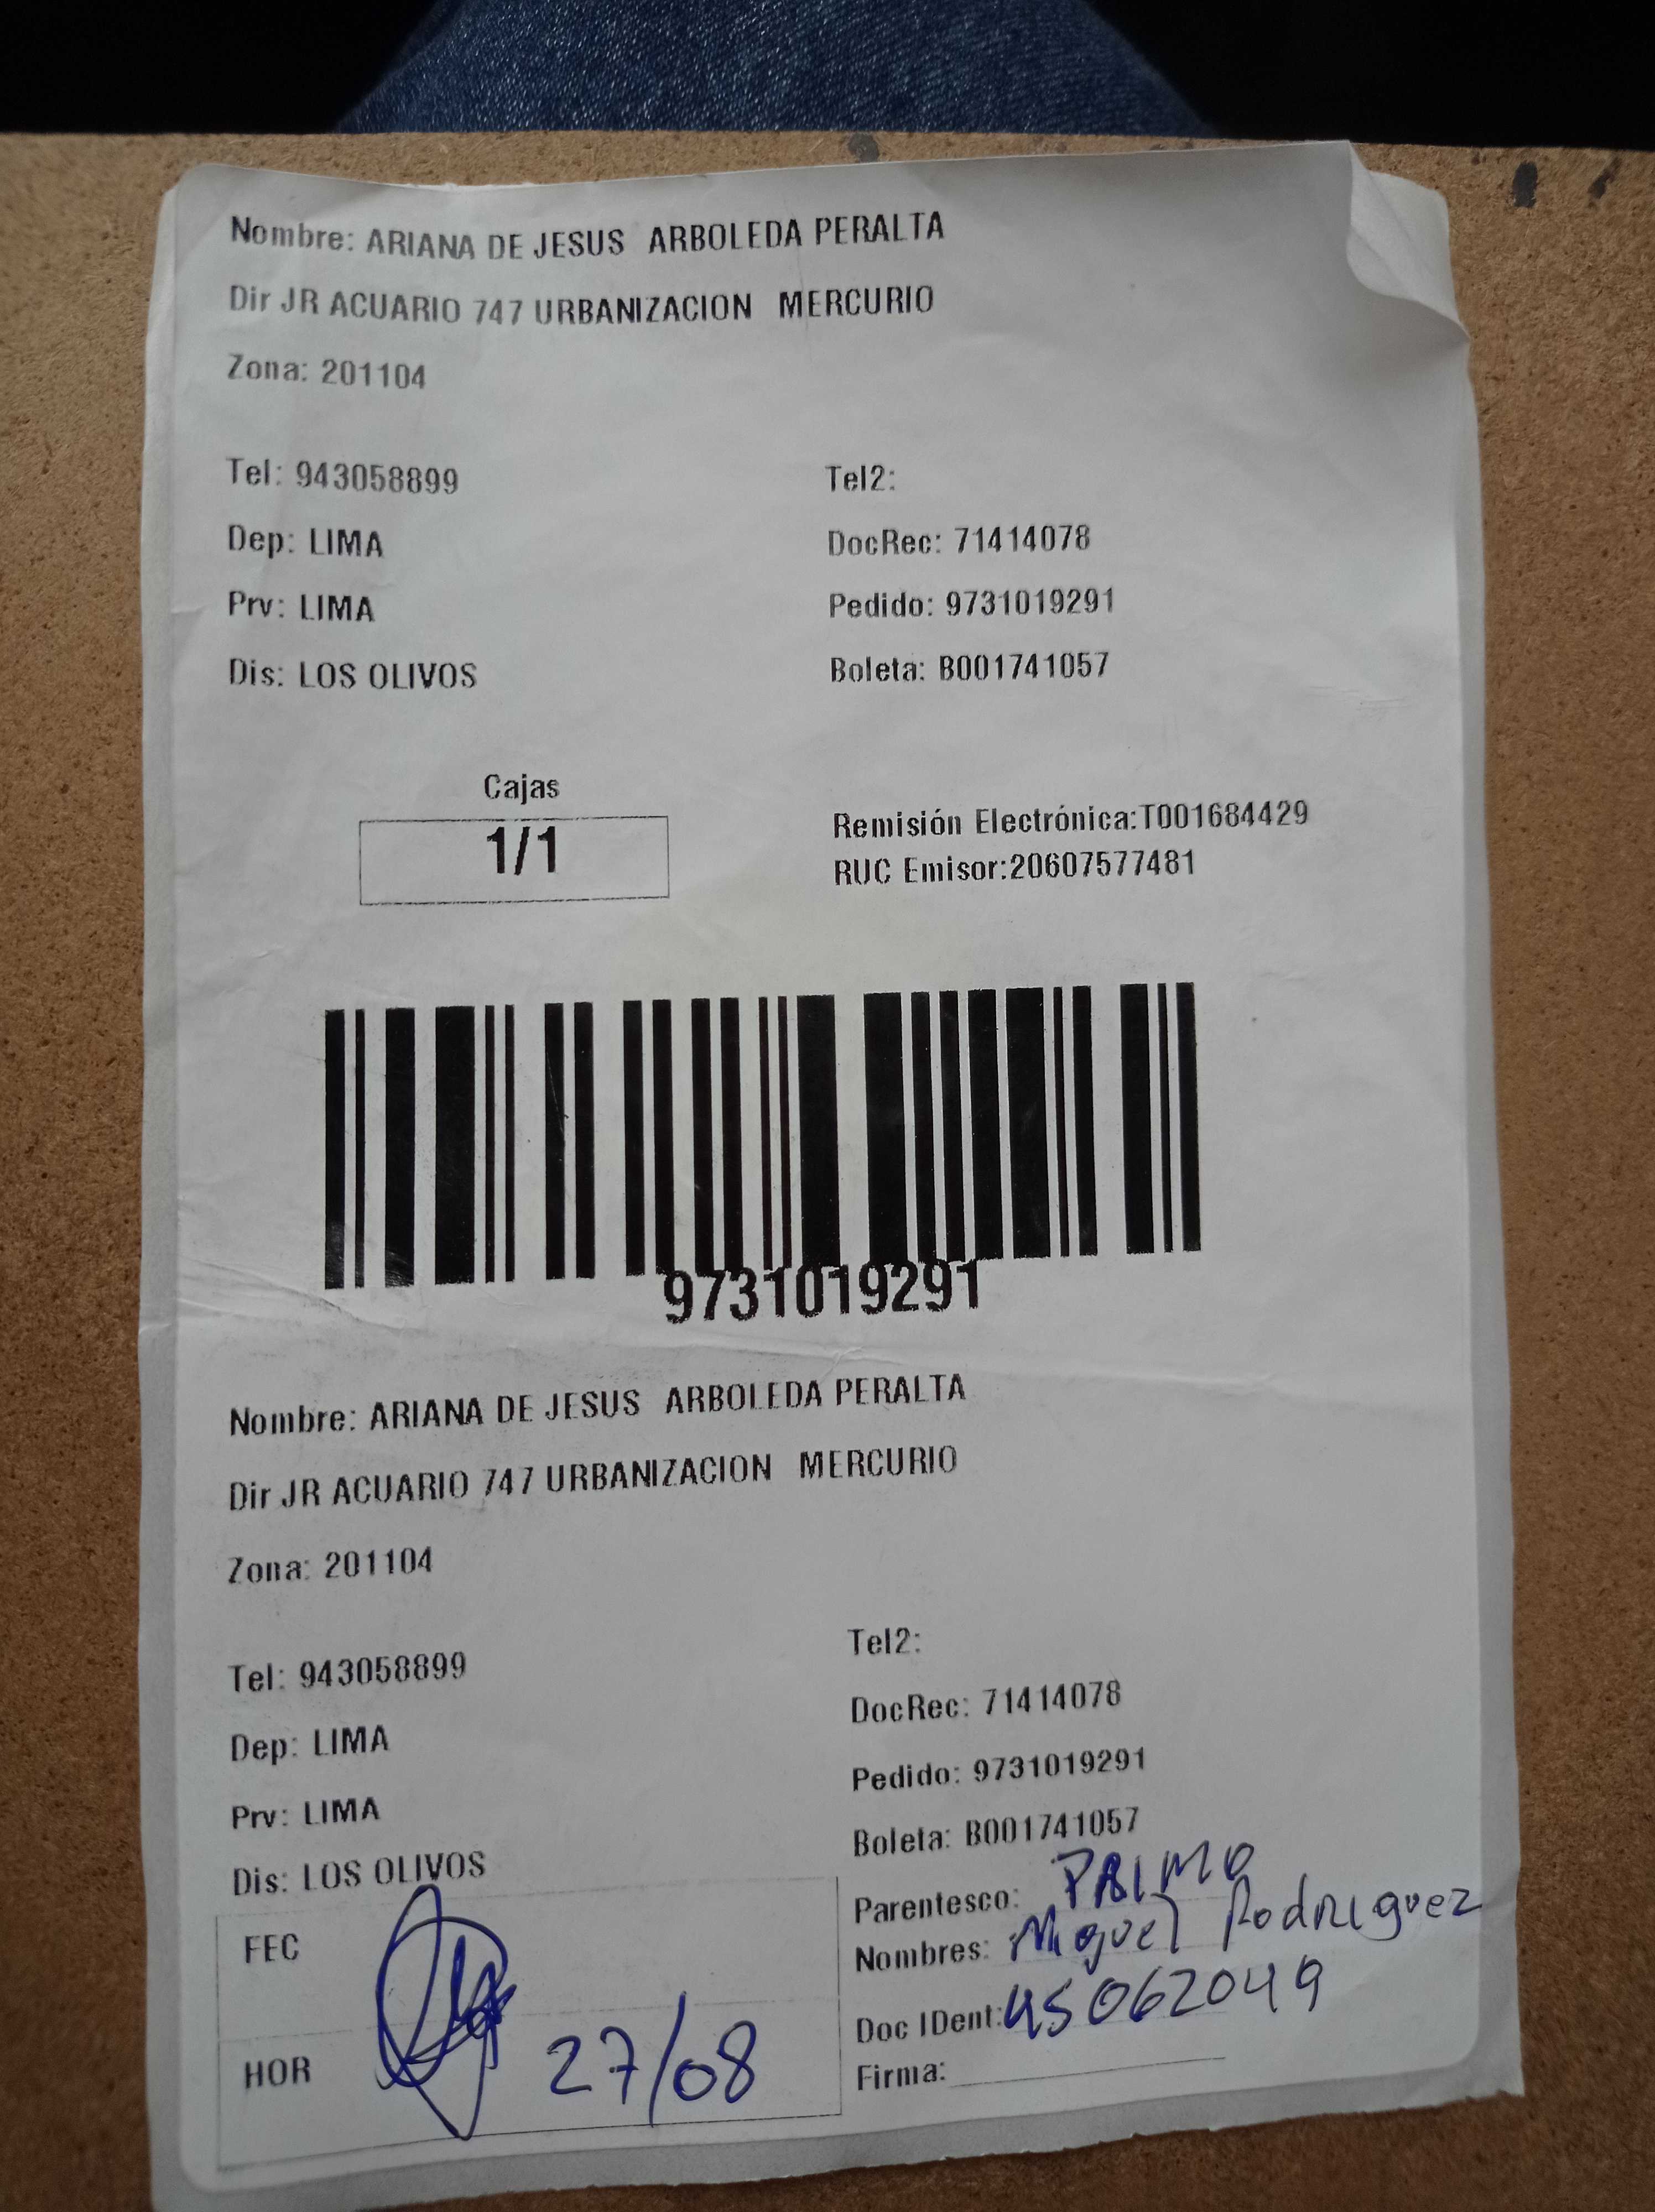 Nombre: ARIANA DE JESUS ARBOLEDA PERALTA
Dir JR ACUARIO 747 URBANIZACION MERCURIO
Zona: 201104
Tel: 943058899
Tel2:
Dep: LIMA
DocRec: 71414078
Prv: LIMA
Pedido: 9731019291
Dis: LOS OLIVOS
Boleta: B001741057
Cajas
1/1
Remisión Electrónica:T001684429
RUC Emisor:20607577481
9731019291
Nombre: ARIANA DE JESUS ARBOLEDA PERALTA
Dir JR ACUARIO 747 URBANIZACION MERCURIO
Zona: 201104
Tel: 943058899
Tel2:
Dep: LIMA
DocRec: 71414078
Prv: LIMA
Pedido: 9731019291
Dis: LOS OLIVOS
Boleta: B001741057
Parentesco: PRIMO
FEC
Nombres: Miguel Rodriguez
Doc IDent: 45062049
HOR
27/08
Firma: